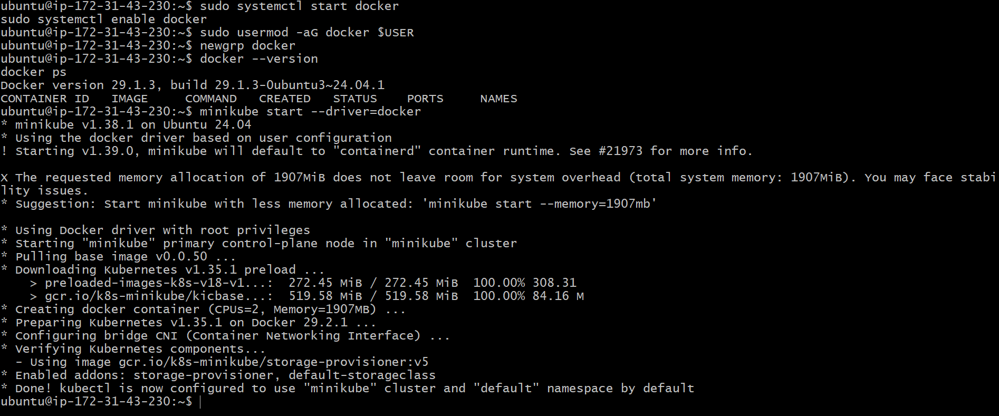 ubuntu@ip-172-31-43-230:~$ sudo systemctl start docker
sudo systemctl enable docker
ubuntu@ip-172-31-43-230:~$ sudo usermod -aG docker $USER
ubuntu@ip-172-31-43-230:~$ newgrp docker
ubuntu@ip-172-31-43-230:~$ docker --version
docker ps
Docker version 29.1.3, build 29.1.3-0ubuntu3~24.04.1
CONTAINER ID   IMAGE     COMMAND   CREATED   STATUS    PORTS     NAMES
ubuntu@ip-172-31-43-230:~$ minikube start --driver=docker
* minikube v1.38.1 on Ubuntu 24.04
* Using the docker driver based on user configuration
! Starting v1.39.0, minikube will default to "containerd" container runtime. See #21973 for more info.

X The requested memory allocation of 1907MiB does not leave room for system overhead (total system memory: 1907MiB). You may face stabi
lity issues.
* Suggestion: Start minikube with less memory allocated: 'minikube start --memory=1907mb'

* Using Docker driver with root privileges
* Starting "minikube" primary control-plane node in "minikube" cluster
* Pulling base image v0.0.50 ...
* Downloading Kubernetes v1.35.1 preload ...
    > preloaded-images-k8s-v18-v1...:  272.45 MiB / 272.45 MiB  100.00% 308.31
    > gcr.io/k8s-minikube/kicbase...:  519.58 MiB / 519.58 MiB  100.00% 84.16 M
* Creating docker container (CPUs=2, Memory=1907MB) ...
* Preparing Kubernetes v1.35.1 on Docker 29.2.1 ...
* Configuring bridge CNI (Container Networking Interface) ...
* Verifying Kubernetes components...
  - Using image gcr.io/k8s-minikube/storage-provisioner:v5
* Enabled addons: storage-provisioner, default-storageclass
* Done! kubectl is now configured to use "minikube" cluster and "default" namespace by default
ubuntu@ip-172-31-43-230:~$